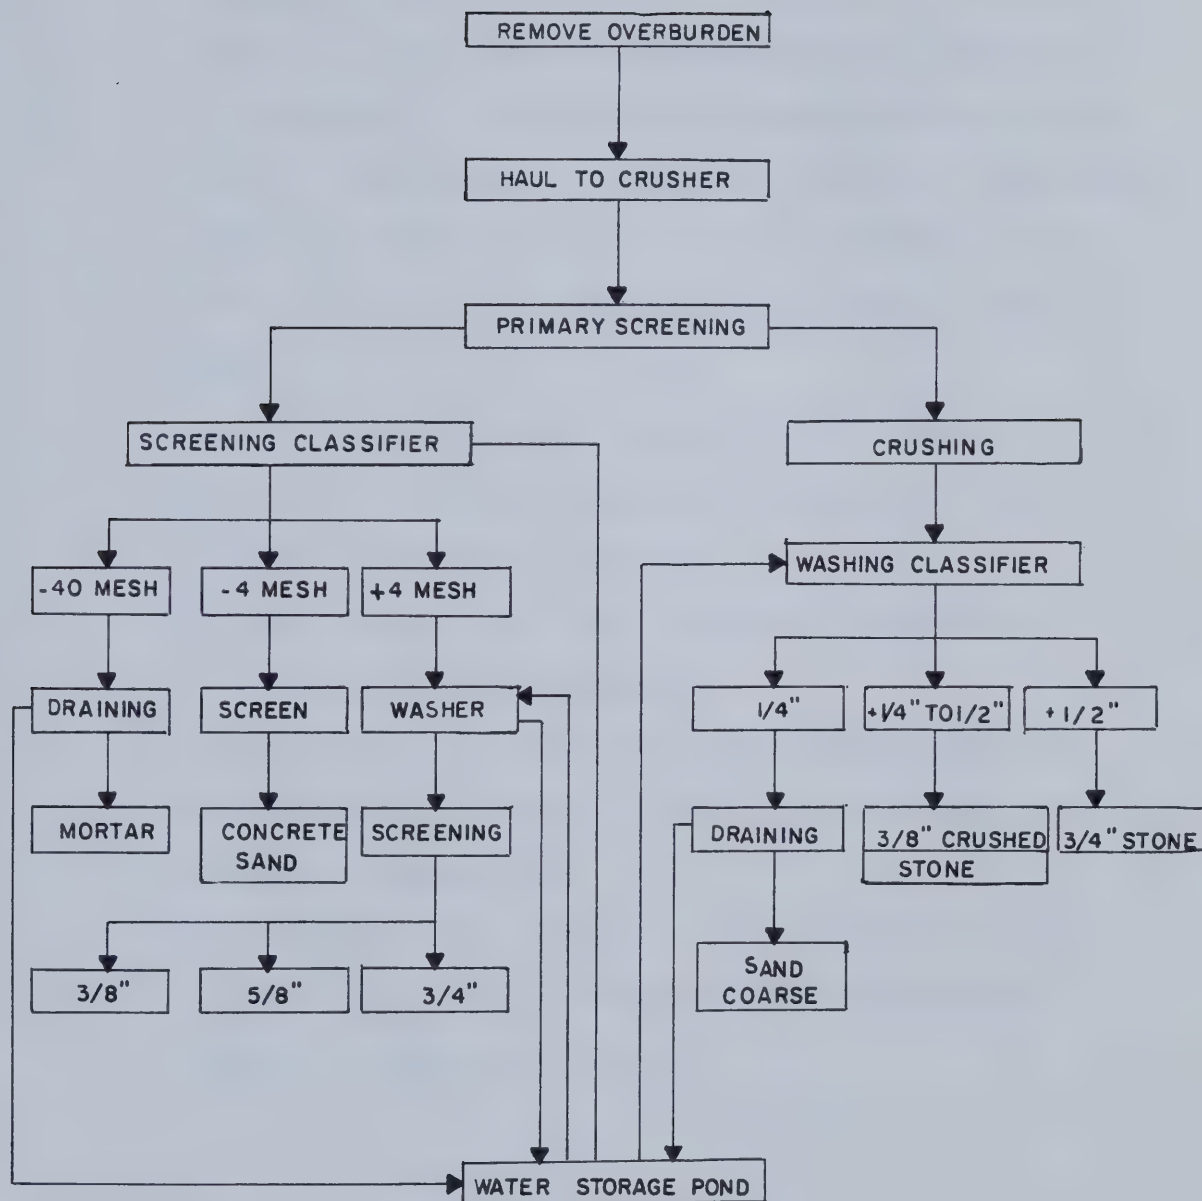 REMOVE OVERBURDEN
HAUL TO CRUSHER
PRIMARY SCREENING
SCREENING CLASSIFIER
CRUSHING
WASHING CLASSIFIER
-40 MESH
-4 MESH
+4 MESH
DRAINING
SCREEN
WASHER
1/4"
+1/4" TO 1/2"
+1/2"
MORTAR
CONCRETE
SAND
SCREENING
DRAINING
3/8" CRUSHED
STONE
3/4" STONE
3/8"
5/8"
3/4"
SAND
COARSE
WATER STORAGE POND